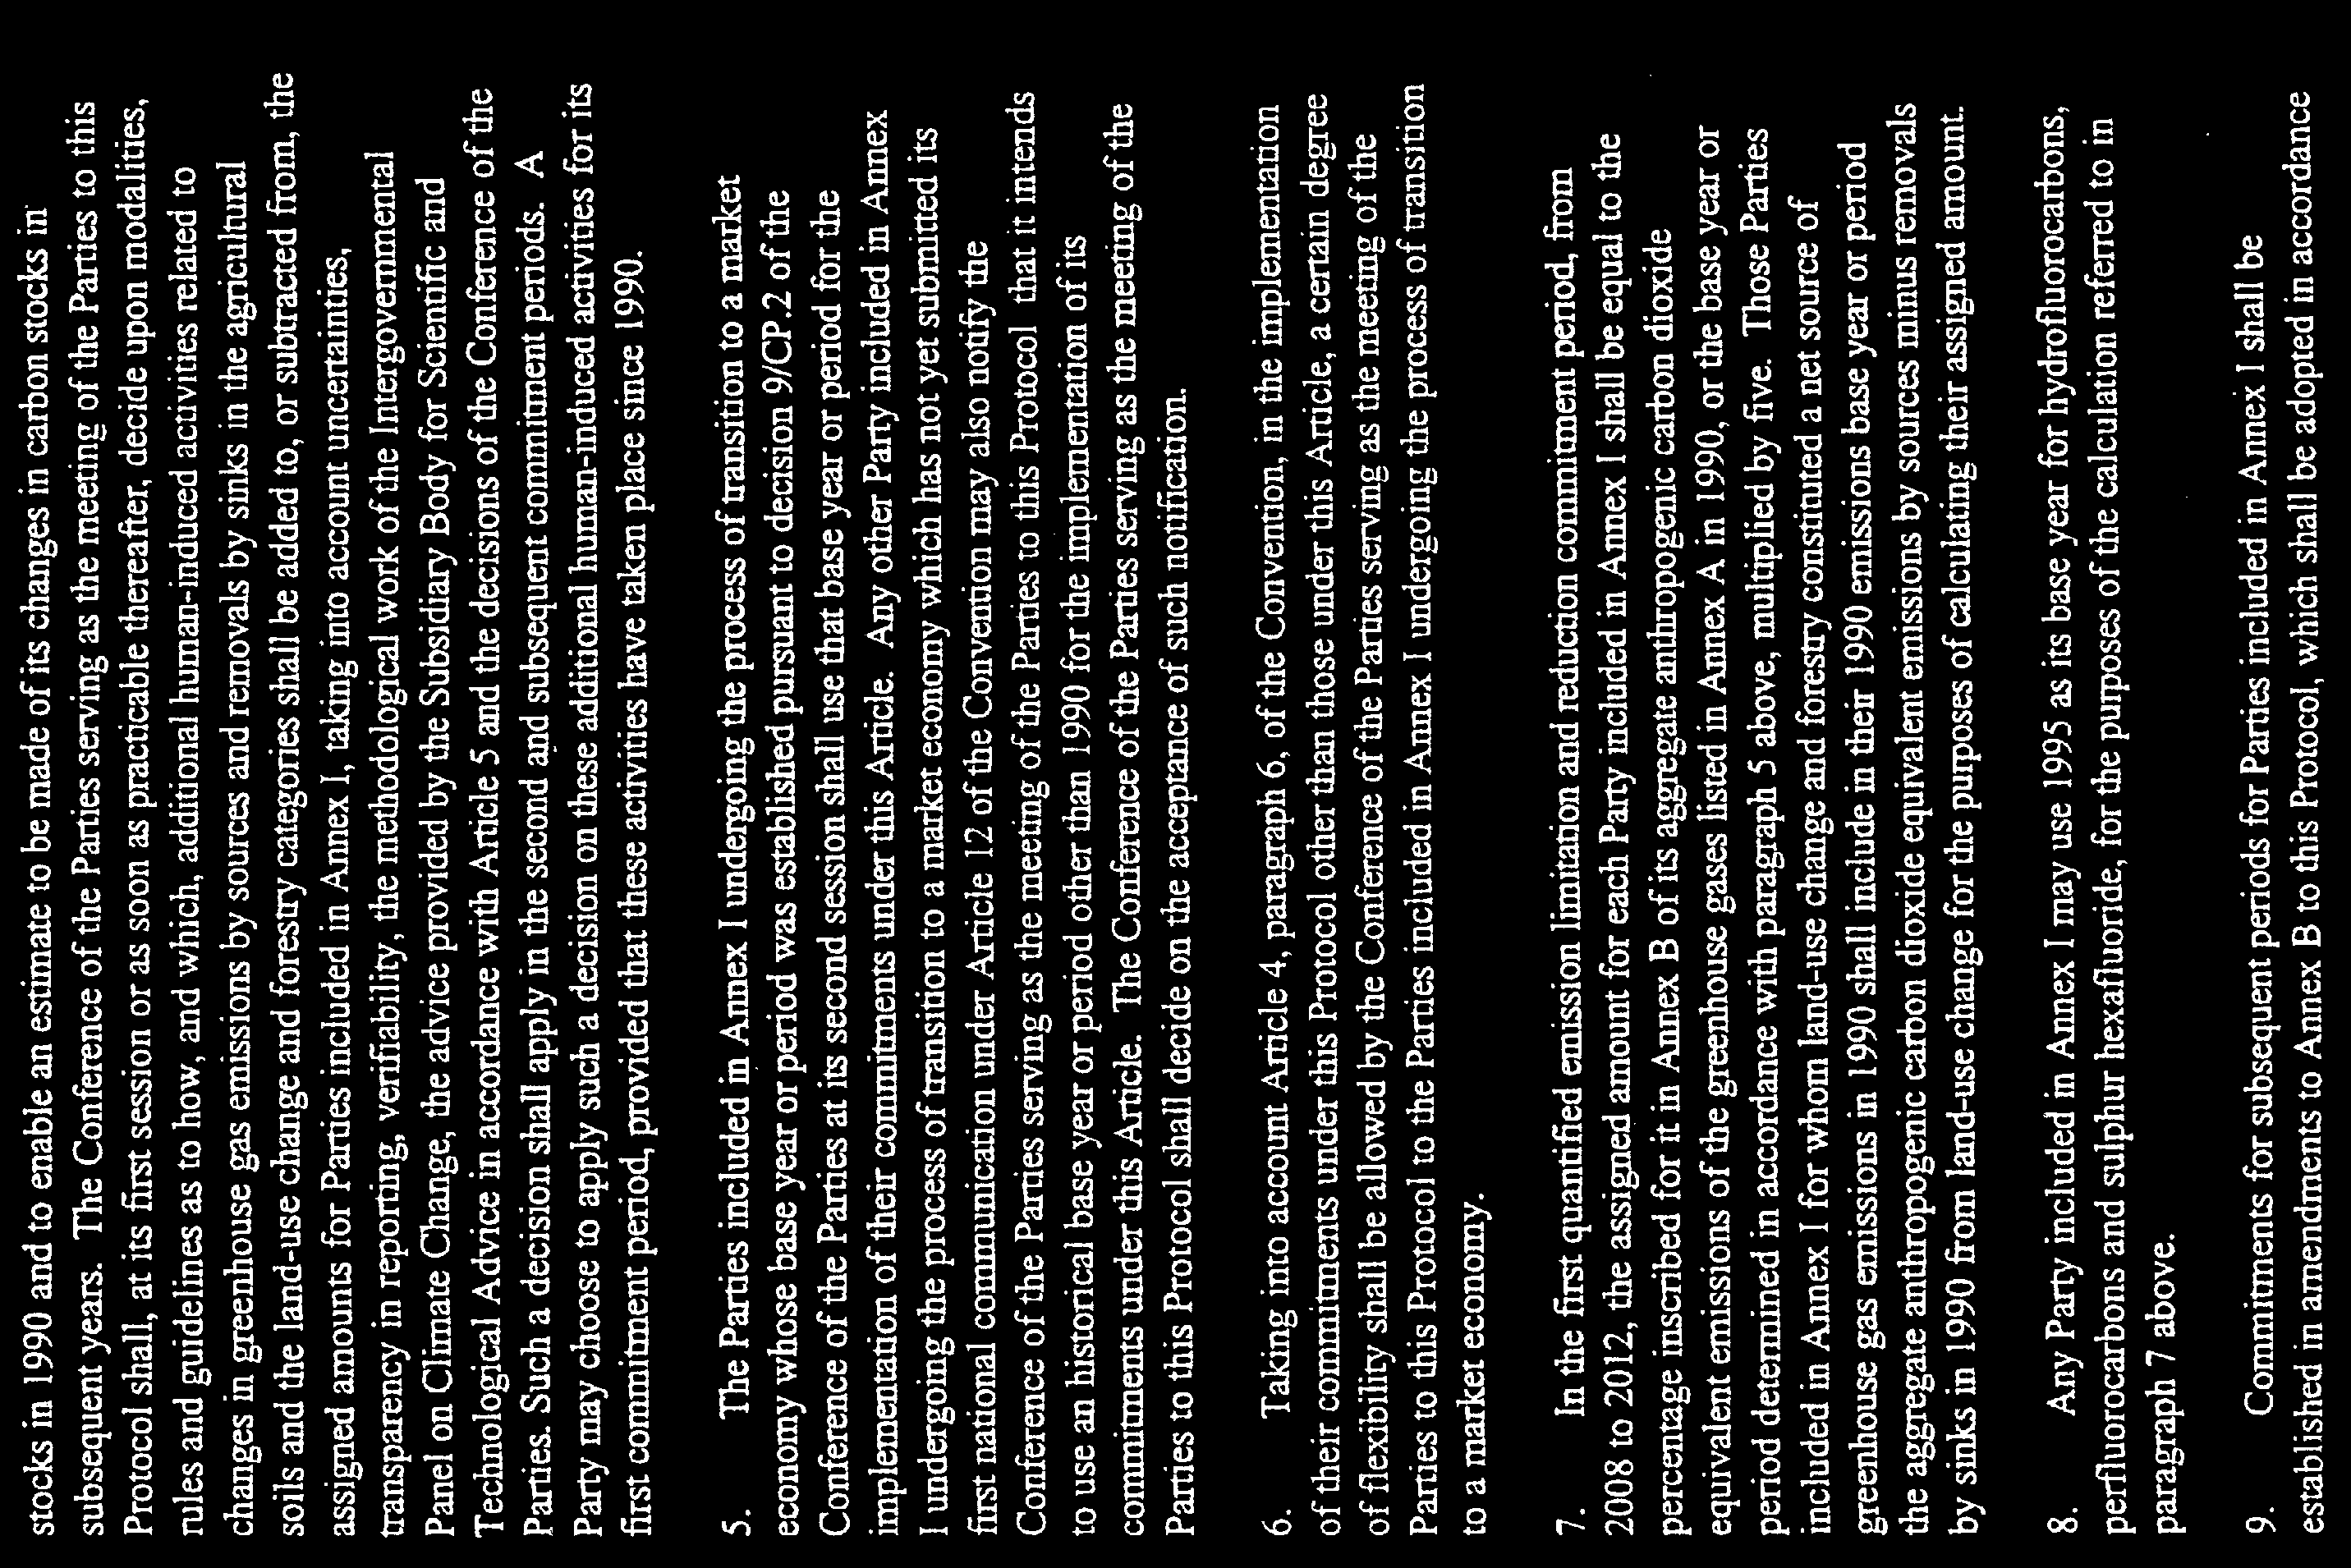 stocks in 1990 and to enable an estimate to be made of its changes in carbon stocks in
subsequent years.  The Conference of the Parties serving as the meeting of the Parties to this
Protocol shall, at its first session or as soon as practicable thereafter, decide upon modalities,
rules and guidelines as to how, and which, additional human-induced activities related to
changes in greenhouse gas emissions by sources and removals by sinks in the agricultural
soils and the land-use change and forestry categories shall be added to, or subtracted from, the
assigned amounts for Parties included in Annex I, taking into account uncertainties,
transparency in reporting, verifiability, the methodological work of the Intergovernmental
Panel on Climate Change, the advice provided by the Subsidiary Body for Scientific and
Technological Advice in accordance with Article 5 and the decisions of the Conference of the
Parties. Such a decision shall apply in the second and subsequent commitment periods.  A
Party may choose to apply such a decision on these additional human-induced activities for its
first commitment period, provided that these activities have taken place since 1990.
5. The Parties included in Annex I undergoing the process of transition to a market
economy whose base year or period was established pursuant to decision 9/CP.2 of the
Conference of the Parties at its second session shall use that base year or period for the
implementation of their commitments under this Article.  Any other Party included in Annex
I undergoing the process of transition to a market economy which has not yet submitted its
first national communication under Article 12 of the Convention may also notify the
Conference of the Parties serving as the meeting of the Parties to this Protocol  that it intends
to use an historical base year or period other than 1990 for the implementation of its
commitments under this Article.  The Conference of the Parties serving as the meeting of the
Parties to this Protocol shall decide on the acceptance of such notification.
6. Taking into account Article 4, paragraph 6, of the Convention, in the implementation
of their commitments under this Protocol other than those under this Article, a certain degree
of flexibility shall be allowed by the Conference of the Parties serving as the meeting of the
Parties to this Protocol to the Parties included in Annex I undergoing the process of transition
to a market economy.
7. In the first quantified emission limitation and reduction commitment period, from
2008 to 2012, the assigned amount for each Party included in Annex I shall be equal to the
percentage inscribed for it in Annex B of its aggregate anthropogenic carbon dioxide
equivalent emissions of the greenhouse gases listed in Annex A in 1990, or the base year or
period determined in accordance with paragraph 5 above, multiplied by five.  Those Parties
included in Annex I for whom land-use change and forestry constituted a net source of
greenhouse gas emissions in 1990 shall include in their 1990 emissions base year or period
the aggregate anthropogenic carbon dioxide equivalent emissions by sources minus removals
by sinks in 1990 from land-use change for the purposes of calculating their assigned amount.
8. Any Party included in Annex I may use 1995 as its base year for hydrofluorocarbons,
perfluorocarbons and sulphur hexafluoride, for the purposes of the calculation referred to in
paragraph 7 above.
9. Commitments for subsequent periods for Parties included in Annex I shall be
established in amendments to Annex B to this Protocol, which shall be adopted in accordance